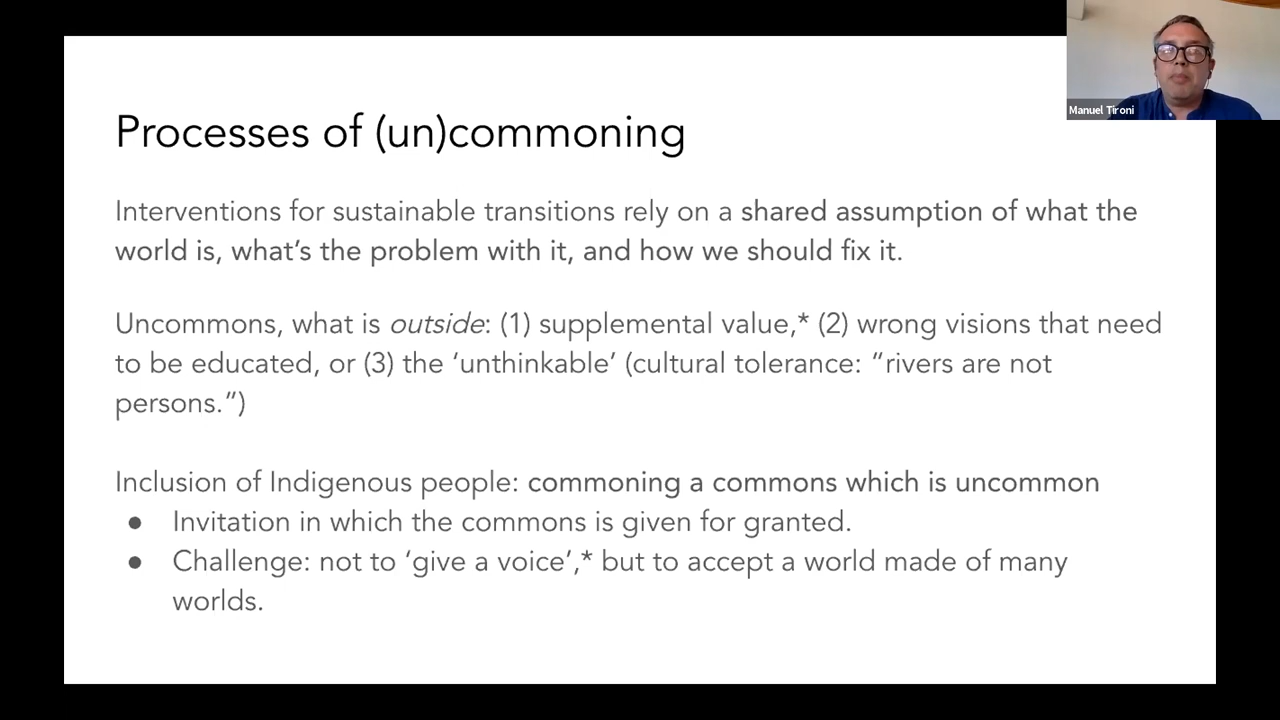 Manuel Tironi
Processes of (un)commoning
Interventions for sustainable transitions rely on a shared assumption of what the
world is, what’s the problem with it, and how we should fix it.
Uncommons, what is outside: (1) supplemental value,* (2) wrong visions that need
to be educated, or (3) the ‘unthinkable’ (cultural tolerance: “rivers are not
persons.”)
Inclusion of Indigenous people: commoning a commons which is uncommon
● Invitation in which the commons is given for granted.
● Challenge: not to ‘give a voice’,* but to accept a world made of many
worlds.